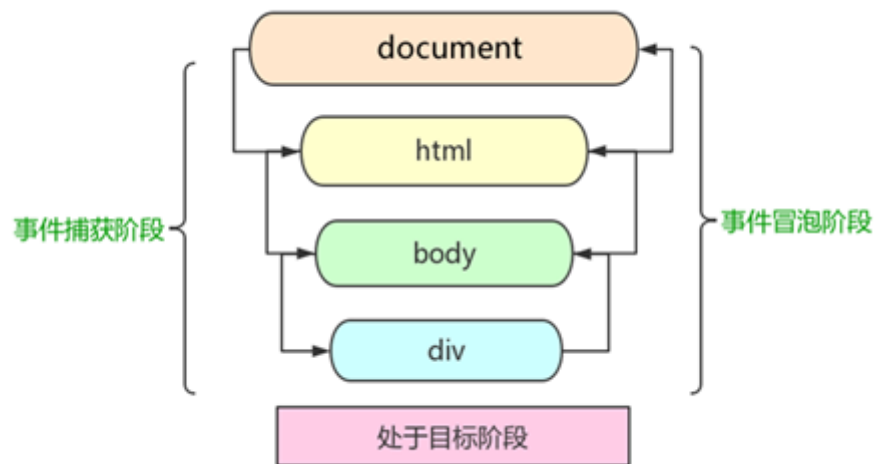 document
html
事件捕获阶段
事件冒泡阶段
body
div
处于目标阶段